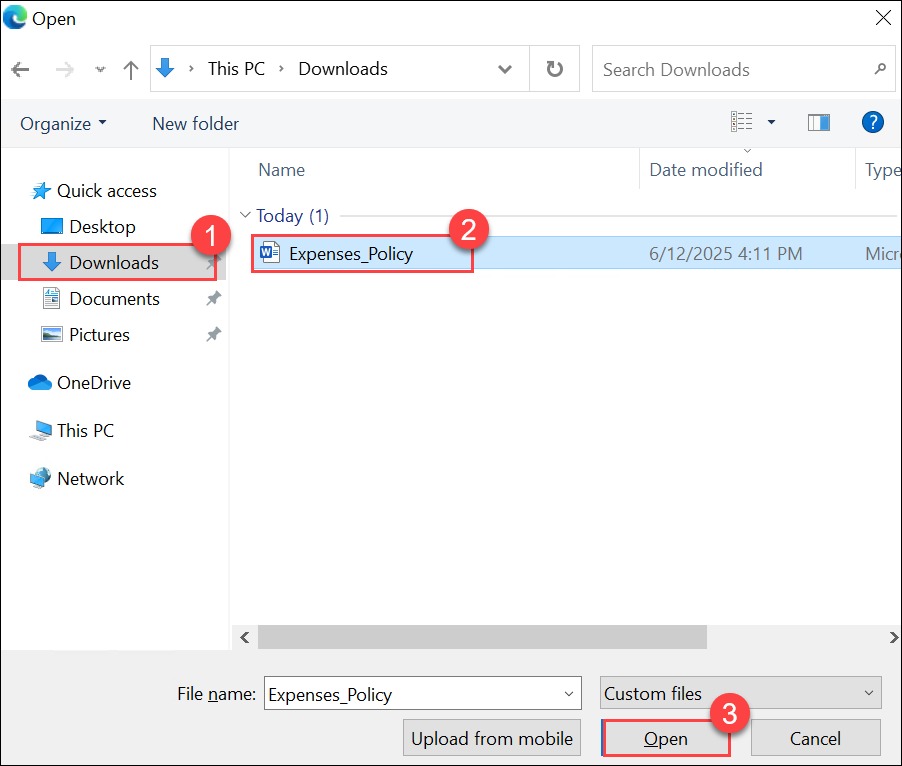 Open
This PC Downloads
Search Downloads
Organize New folder ?
Name Date modified Type
Quick access
Today (1)
Desktop
1
2
Downloads
Expenses_Policy 6/12/2025 4:11 PM Micr
Documents
Pictures
OneDrive
This PC
Network
File name: Expenses_Policy Custom files
3
Upload from mobile Open Cancel